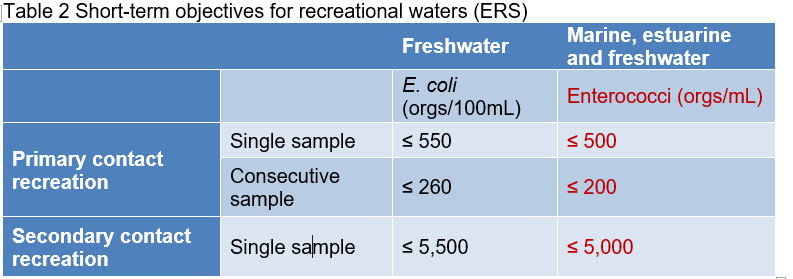 Table 2 Short-term objectives for recreational waters (ERS)
Freshwater
Marine, estuarine
and freshwater
E. coli
(orgs/100mL)
Enterococci (orgs/mL)
Primary contact
recreation
Single sample
≤ 550
≤ 500
Consecutive
sample
≤ 260
≤ 200
Secondary contact
recreation
Single sample
≤ 5,500
≤ 5,000